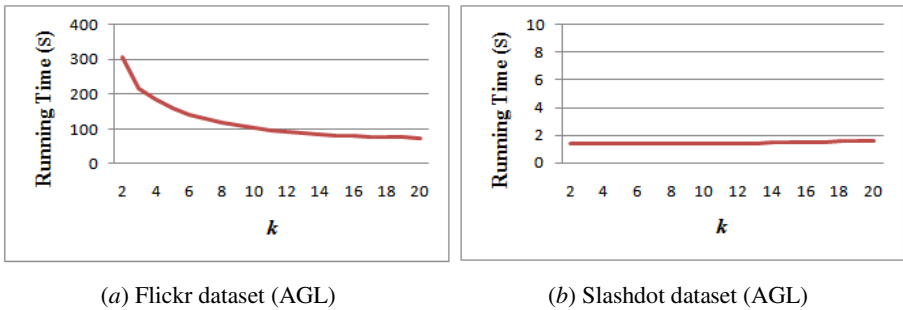 Running Time (S)
400
300
200
100
0
2 4 6 8 10 12 14 16 18 20
k
(a) Flickr dataset (AGL)
Running Time (S)
10
8
6
4
2
0
2 4 6 8 10 12 14 16 18 20
k
(b) Slashdot dataset (AGL)